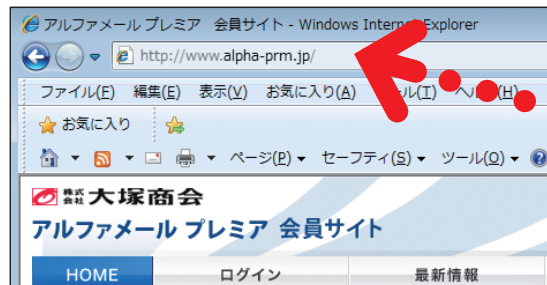 アルファメール プレミア 会員サイト - Windows Internet Explorer
http://www.alpha-prm.jp/
ファイル(F) 編集(E) 表示(V) お気に入り(A) ール(T) ヘル (H)
お気に入り
ページ(P) セーフティ(S) ツール(O)
株式会社 大塚商会
アルファメール プレミア 会員サイト
HOME ログイン 最新情報